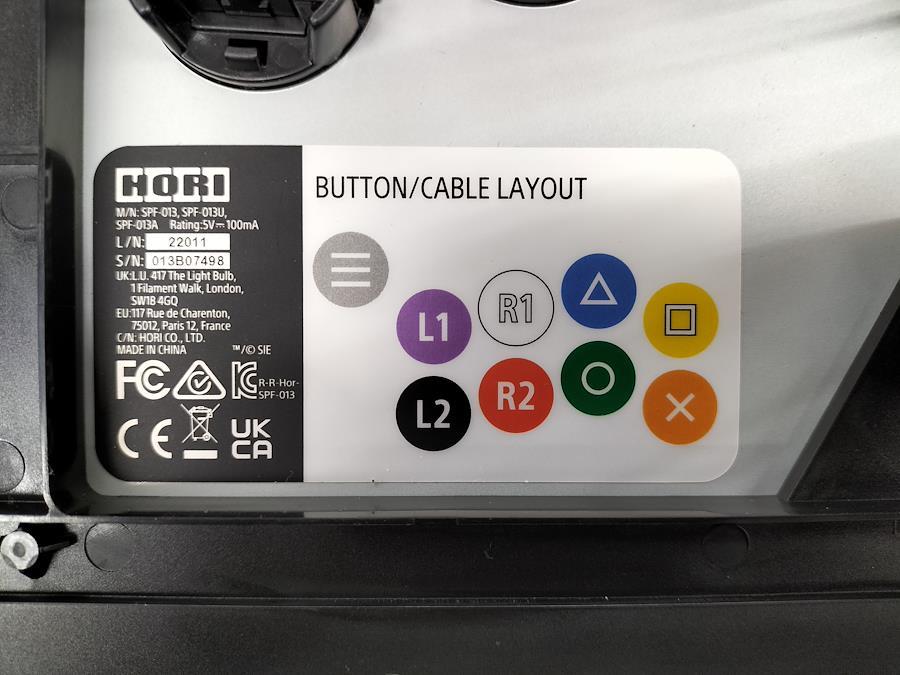 HORI
M/N: SPF-013, SPF-013U,
SPF-013A Rating:5V⎓100mA
L/N: 22011
S/N: 013B07498
UK:L.U. 417 The Light Bulb,
1 Filament Walk, London,
SW18 4GQ
EU:117 Rue de Charenton,
75012, Paris 12, France
C/N: HORI CO., LTD.
MADE IN CHINA ™/© SIE
FC
R-R-Hor-
SPF-013
CE
UK
CA
BUTTON/CABLE LAYOUT
L1
R1
L2
R2